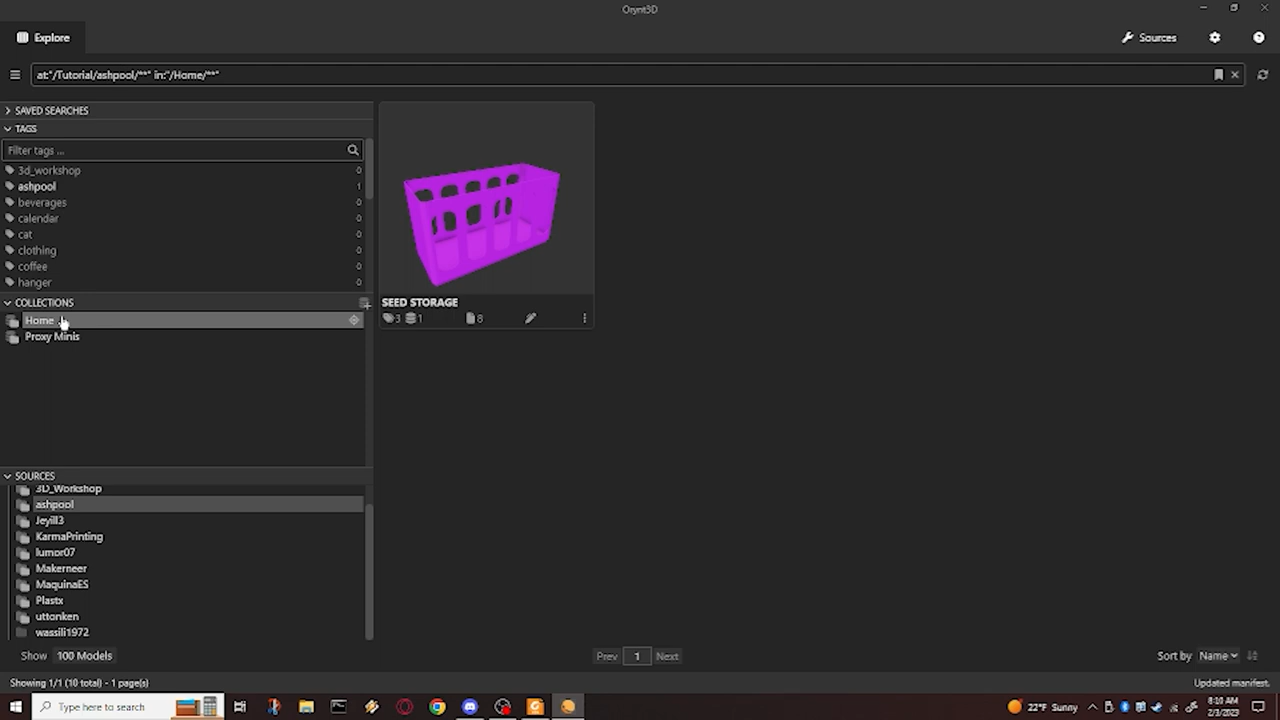 Orynt3D
Explore
Sources
at:"/Tutorial/ashpool/**" in:"/Home/**"
SAVED SEARCHES
TAGS
Filter tags ...
3d_workshop 0
ashpool 1
beverages 0
calendar 0
cat 0
clothing 0
coffee 0
hanger 0
COLLECTIONS
Home
Proxy Minis
SEED STORAGE
3 1 8
SOURCES
3D_Workshop
ashpool
Jeyill3
KarmaPrinting
lumor07
Makerneer
MaquinaES
Plastx
uttonken
wassili1972
Show 100 Models
Prev 1 Next
Sort by Name
Showing 1/1 (10 total) - 1 page(s)
Updated manifest.
Type here to search
22°F Sunny
8:10 AM
2/3/2023